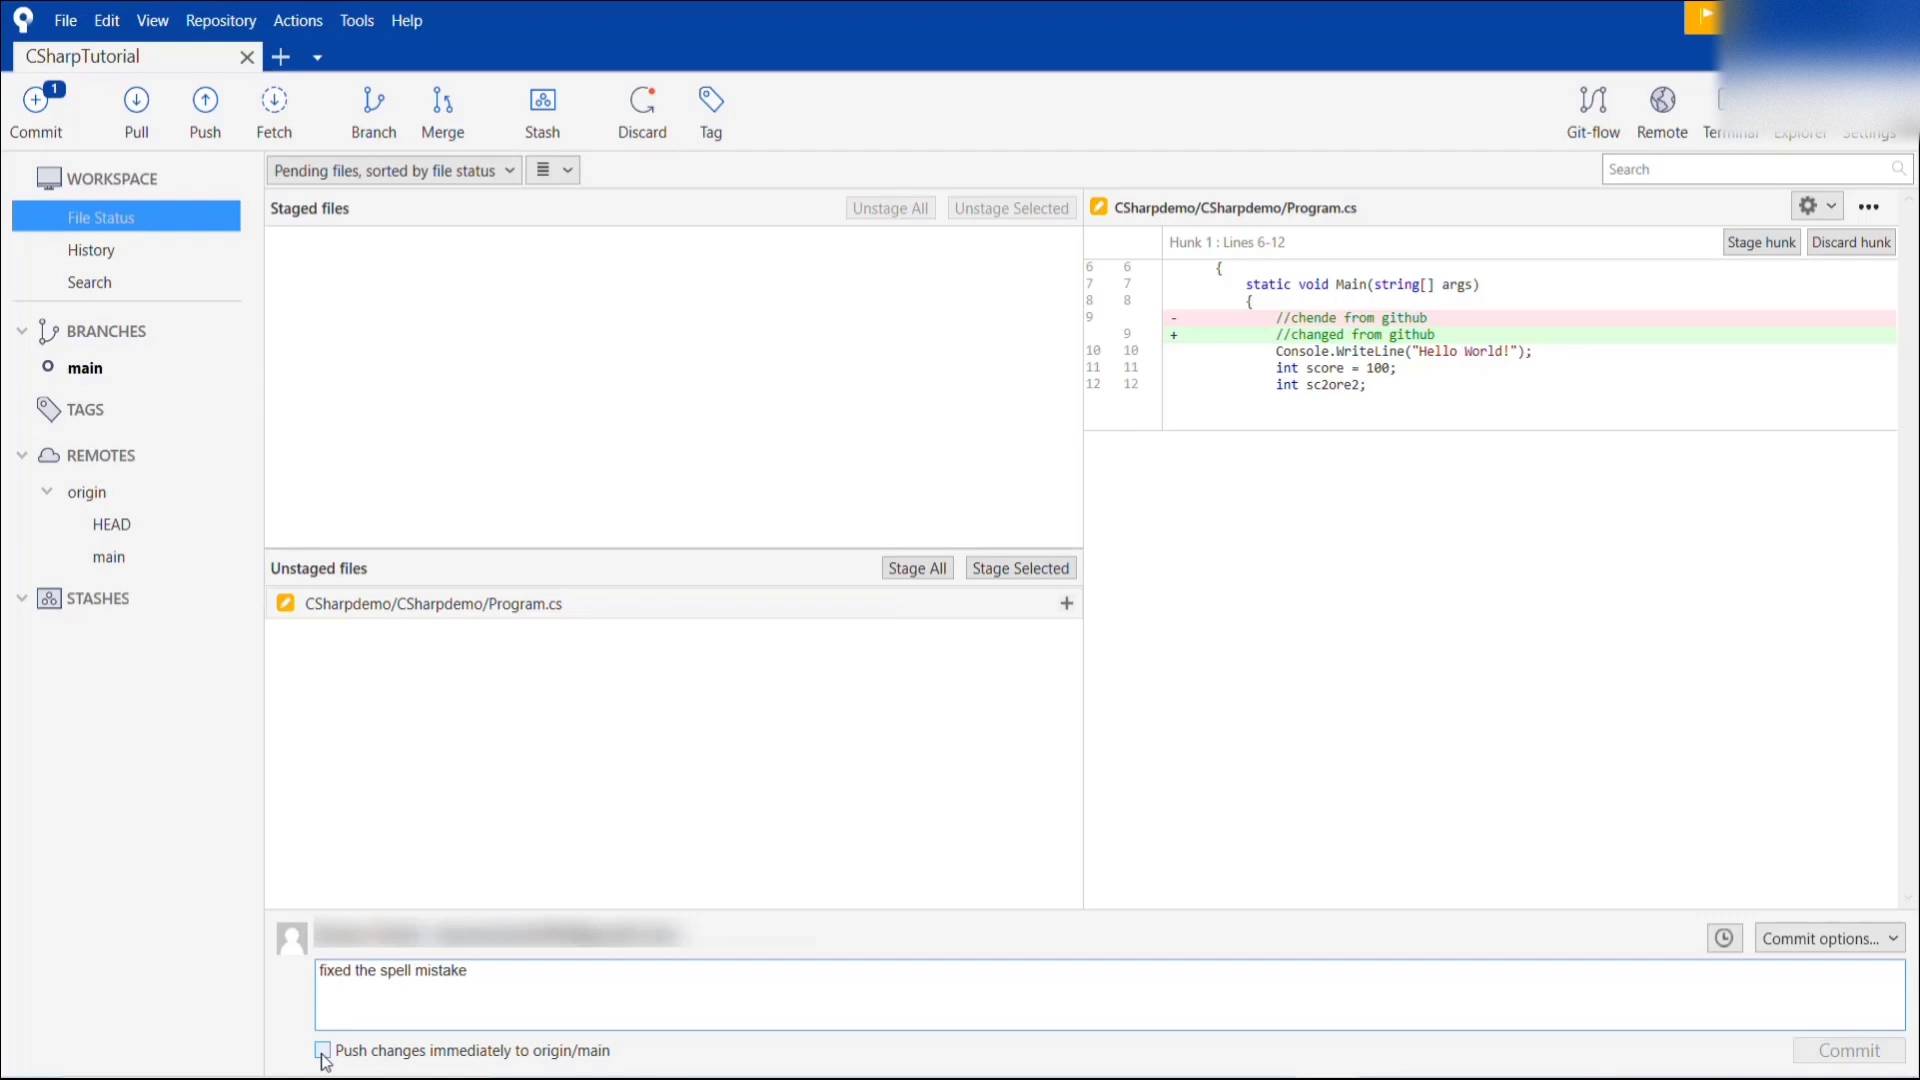 File Edit View Repository Actions Tools Help
CSharpTutorial
1
Commit Pull Push Fetch Branch Merge Stash Discard Tag Git-flow Remote Terminal Explorer Settings
WORKSPACE
File Status
History
Search
BRANCHES
main
TAGS
REMOTES
origin
HEAD
main
STASHES
Pending files, sorted by file status
Search
Staged files Unstage All Unstage Selected
Unstaged files Stage All Stage Selected
CSharpdemo/CSharpdemo/Program.cs +
CSharpdemo/CSharpdemo/Program.cs
Hunk 1 : Lines 6-12 Stage hunk Discard hunk
6 6 {
7 7 static void Main(string[] args)
8 8 {
9 - //chende from github
9 + //changed from github
10 10 Console.WriteLine("Hello World!");
11 11 int score = 100;
12 12 int sc2ore2;
Commit options...
fixed the spell mistake
Push changes immediately to origin/main
Commit